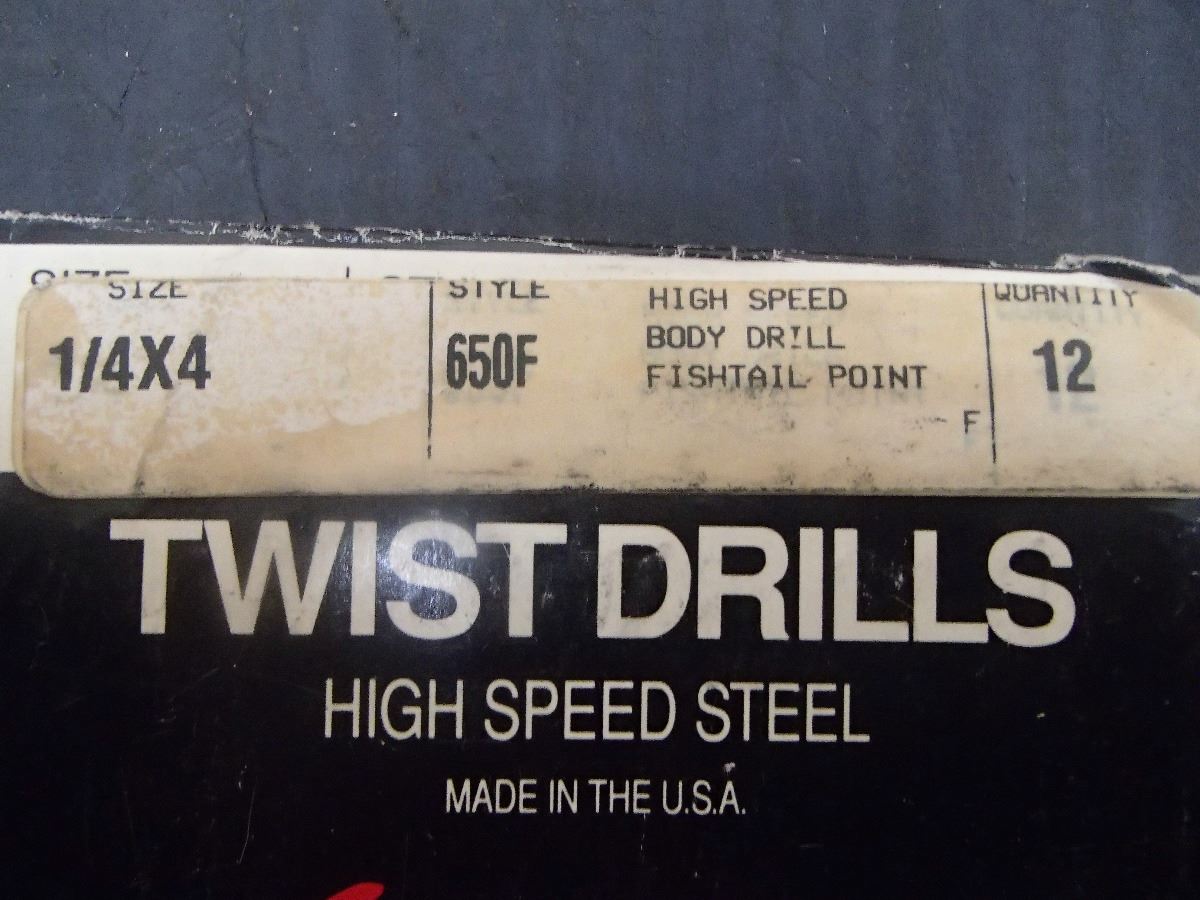 SIZE
SIZE STYLE QUANTITY
1/4X4 650F 12
HIGH SPEED
BODY DRILL
FISHTAIL POINT
F
TWIST DRILLS
HIGH SPEED STEEL
MADE IN THE U.S.A.